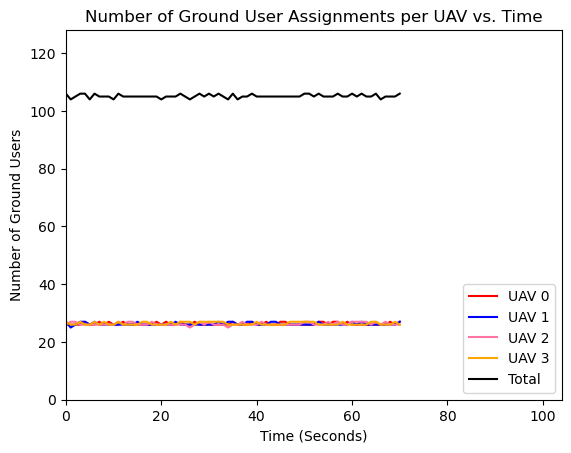 Number of Ground User Assignments per UAV vs. Time
120
100
80
60
40
20
0
Number of Ground Users
0 20 40 60 80 100
Time (Seconds)
UAV 0
UAV 1
UAV 2
UAV 3
Total